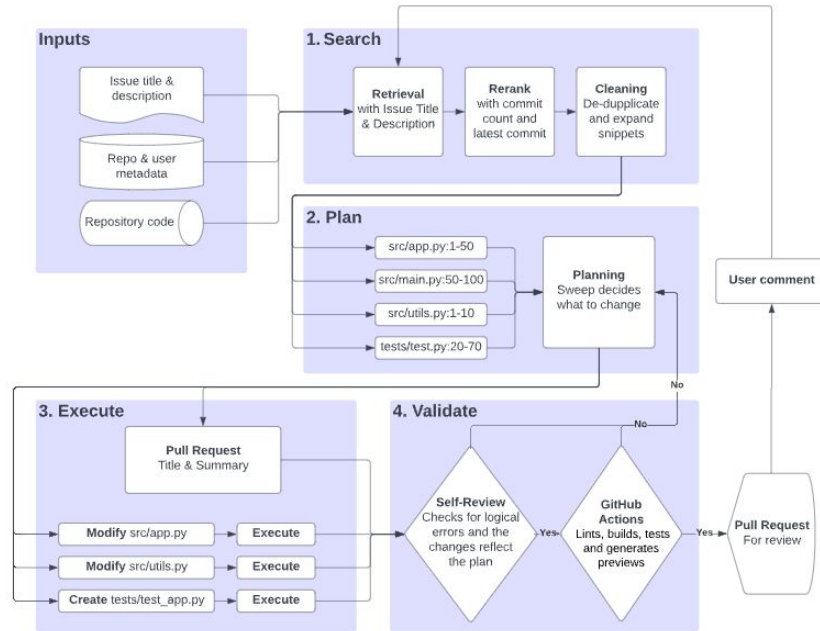 Inputs
Issue title &
description
Repo & user
metadata
Repository code
1. Search
Retrieval
with Issue Title
& Description
Rerank
with commit
count and
latest commit
Cleaning
De-dupplicate
and expand
snippets
2. Plan
src/app.py:1-50
src/main.py:50-100
src/utils.py:1-10
tests/test.py:20-70
Planning
Sweep decides
what to change
User comment
No
3. Execute
Pull Request
Title & Summary
Modify src/app.py
Execute
Modify src/utils.py
Execute
Create tests/test_app.py
Execute
4. Validate
No
Self-Review
Checks for logical
errors and the
changes reflect
the plan
Yes
GitHub
Actions
Lints, builds, tests
and generates
previews
Yes
Pull Request
For review